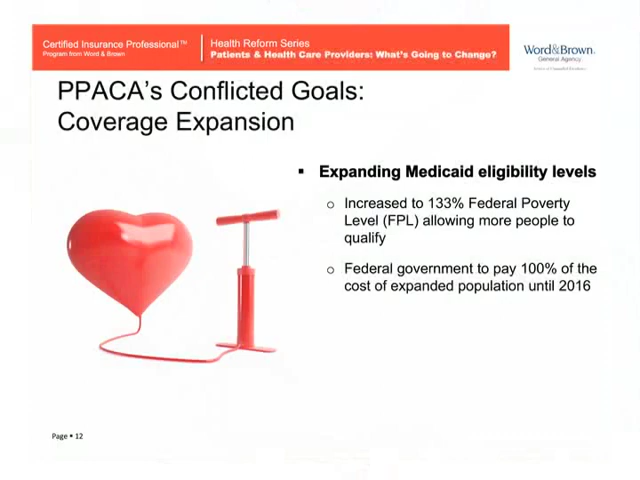 Certified Insurance Professional™
Program from Word & Brown
Health Reform Series
Patients & Health Care Providers: What's Going to Change?
Word&Brown.
General Agency
PPACA's Conflicted Goals:
Coverage Expansion
▪ Expanding Medicaid eligibility levels
o Increased to 133% Federal Poverty
Level (FPL) allowing more people to
qualify
o Federal government to pay 100% of the
cost of expanded population until 2016
Page ▪ 12